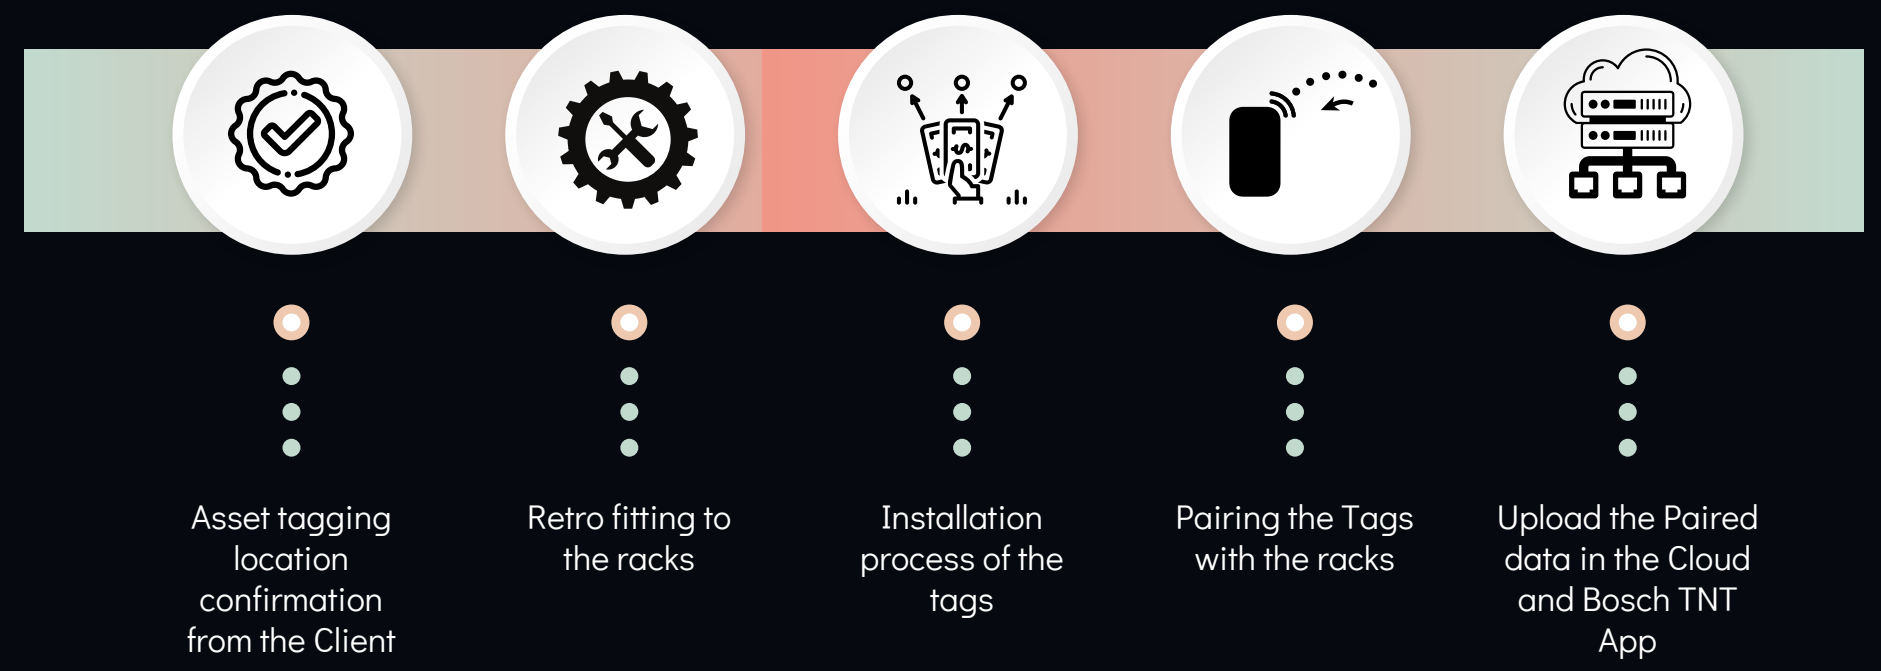 Asset tagging
location
confirmation
from the Client
Retro fitting to
the racks
Installation
process of the
tags
Pairing the Tags
with the racks
Upload the Paired
data in the Cloud
and Bosch TNT
App